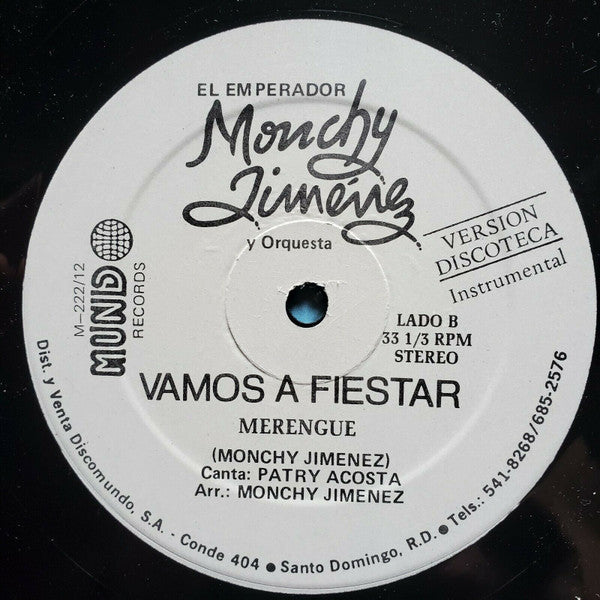 EL EMPERADOR
Monchy
Jiménez
y Orquesta
VERSION
DISCOTECA
Instrumental
M-222/12
MUNDO
RECORDS
LADO B
33 1/3 RPM
STEREO
VAMOS A FIESTAR
MERENGUE
(MONCHY JIMENEZ)
Canta: PATRY ACOSTA
Arr.: MONCHY JIMENEZ
Dist. y Venta Discomundo, S.A. - Conde 404 ● Santo Domingo, R.D. ● Tels.: 541-8268/685-2576